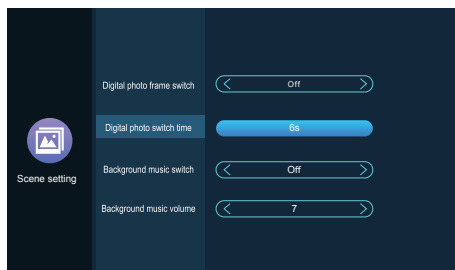 Digital photo frame switch
Off
Digital photo switch time
6s
Scene setting
Background music switch
Off
Background music volume
7